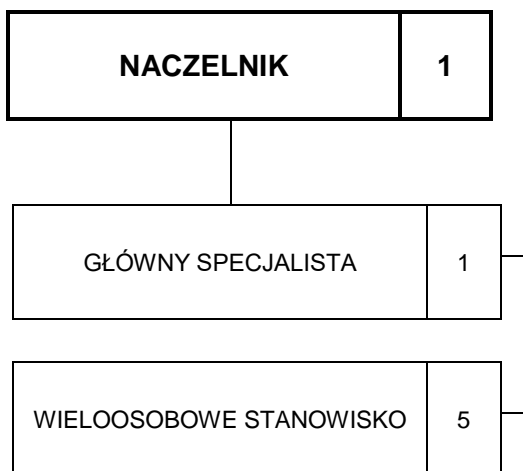 NACZELNIK 1
GŁÓWNY SPECJALISTA 1
WIELOOSOBOWE STANOWISKO 5